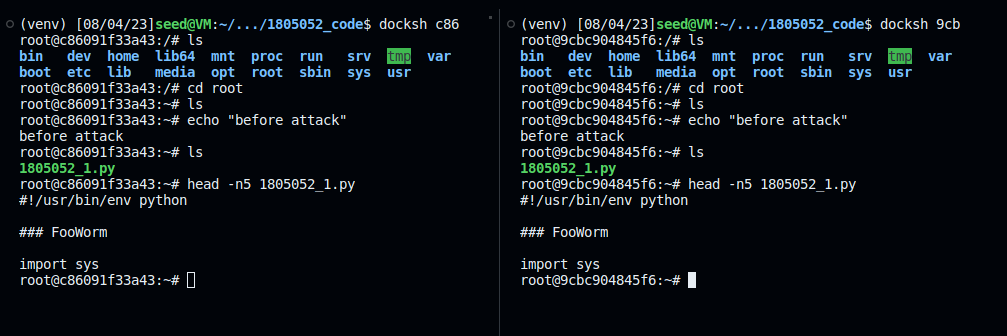 (venv) [08/04/23]seed@VM:~/.../1805052_code$ docksh c86
root@c86091f33a43:/# ls
bin dev home lib64 mnt proc run srv tmp var
boot etc lib media opt root sbin sys usr
root@c86091f33a43:/# cd root
root@c86091f33a43:~# ls
root@c86091f33a43:~# echo "before attack"
before attack
root@c86091f33a43:~# ls
1805052_1.py
root@c86091f33a43:~# head -n5 1805052_1.py
#!/usr/bin/env python
### FooWorm
import sys
root@c86091f33a43:~#
(venv) [08/04/23]seed@VM:~/.../1805052_code$ docksh 9cb
root@9cbc904845f6:/# ls
bin dev home lib64 mnt proc run srv tmp var
boot etc lib media opt root sbin sys usr
root@9cbc904845f6:/# cd root
root@9cbc904845f6:~# ls
root@9cbc904845f6:~# echo "before attack"
before attack
root@9cbc904845f6:~# ls
1805052_1.py
root@9cbc904845f6:~# head -n5 1805052_1.py
#!/usr/bin/env python
### FooWorm
import sys
root@9cbc904845f6:~#